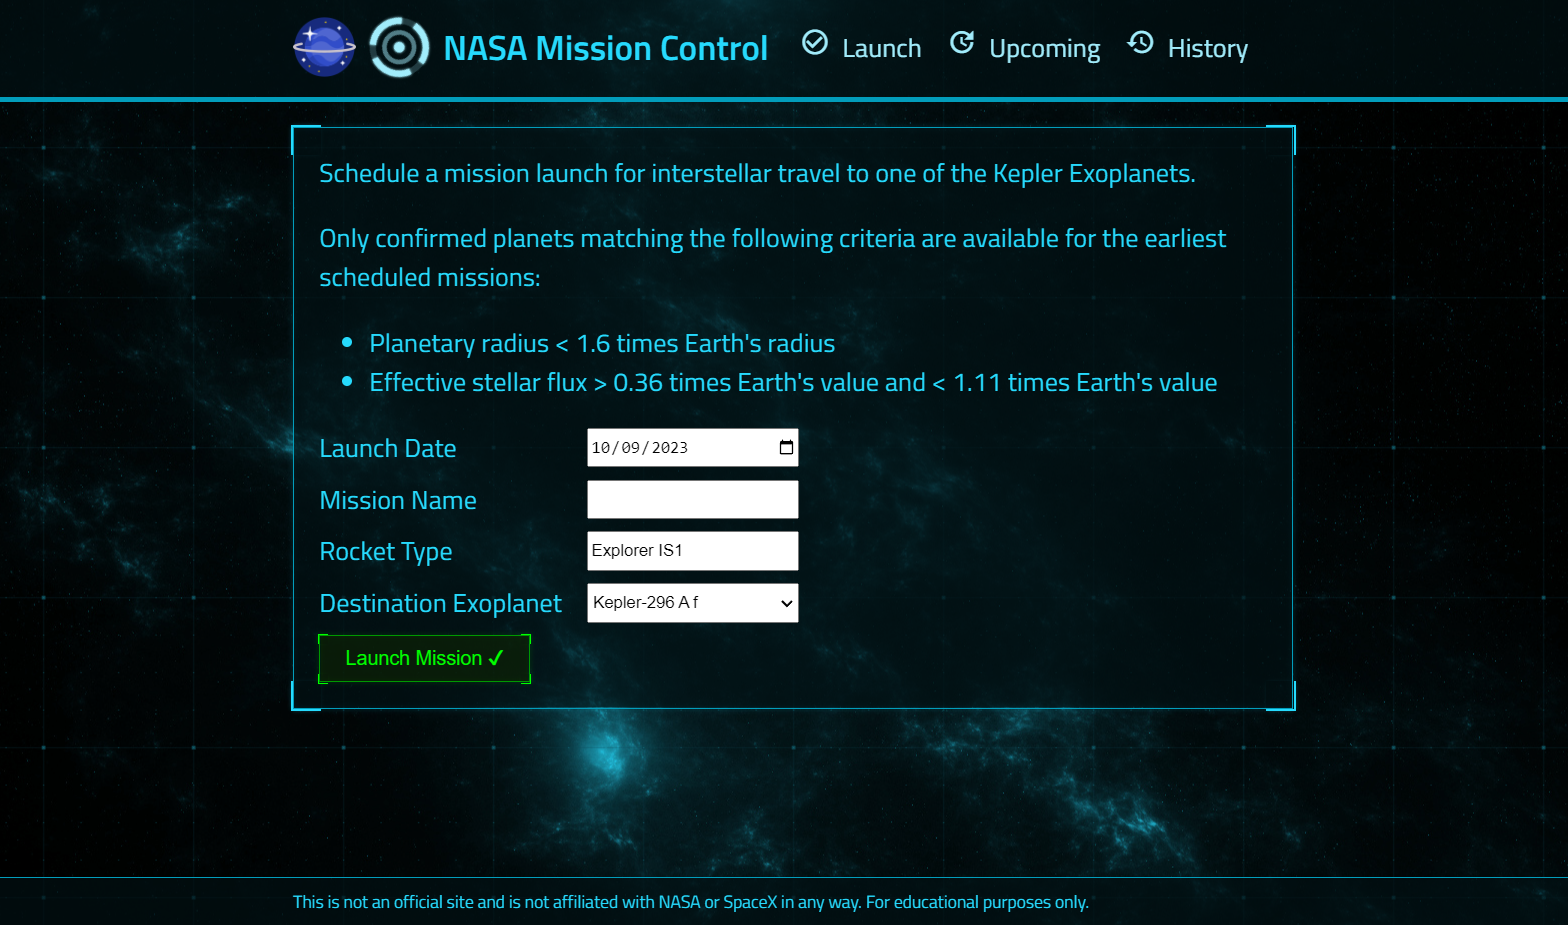 NASA Mission Control Launch Upcoming History
Schedule a mission launch for interstellar travel to one of the Kepler Exoplanets.
Only confirmed planets matching the following criteria are available for the earliest
scheduled missions:
Planetary radius < 1.6 times Earth's radius
Effective stellar flux > 0.36 times Earth's value and < 1.11 times Earth's value
Launch Date 10/09/2023
Mission Name
Rocket Type Explorer IS1
Destination Exoplanet Kepler-296 A f
Launch Mission ✓
This is not an official site and is not affiliated with NASA or SpaceX in any way. For educational purposes only.